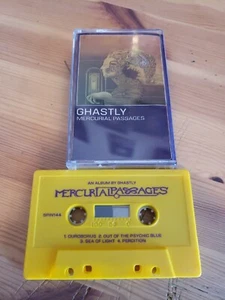 GHASTLY
MERCURIAL PASSAGES
AN ALBUM BY GHASTLY
MERCURIAL PASSAGES
1. OUROBOROS 2. OUT OF THE PSYCHIC BLUE
3. SEA OF LIGHT 4. PERDITION